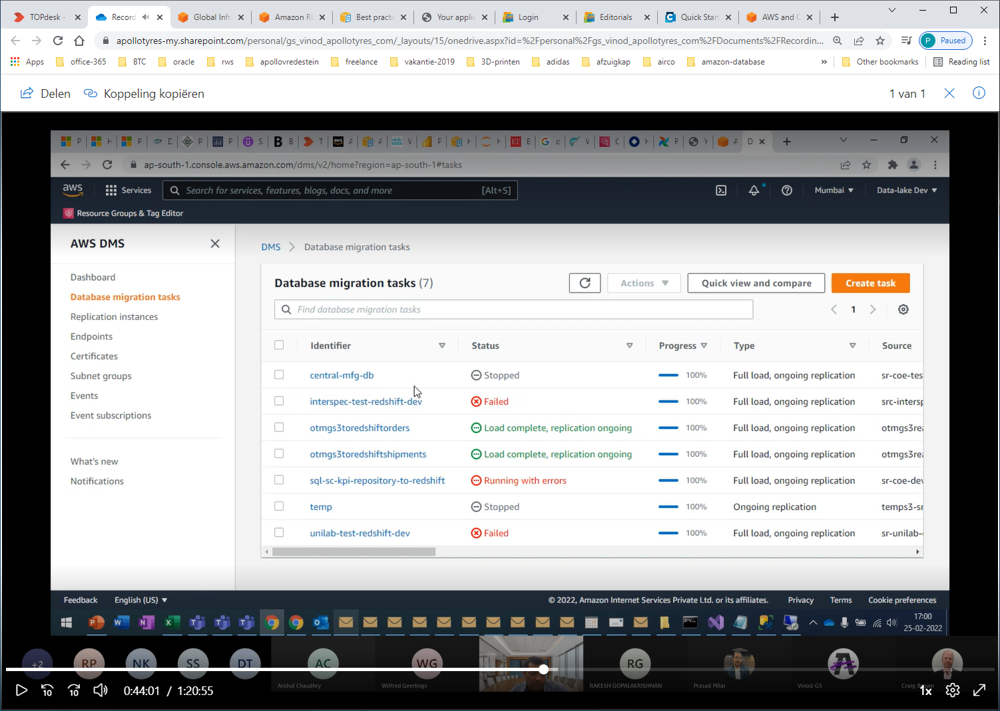 TOPdesk -
Record
Global Infra
Amazon R
Best practi
Your applic
Login
Editorials
Quick Start
AWS and C
apollotyres-my.sharepoint.com/personal/gs_vinod_apollotyres_com/_layouts/15/onedrive.aspx?id=%2Fpersonal%2Fgs_vinod_apollotyres_com%2FDocuments%2FRecordin...
P Paused
Apps office-365 BTC oracle rws apollovredestein freelance vakantie-2019 3D-printen adidas afzuigkap airco amazon-database » Other bookmarks Reading list
Delen Koppeling kopiëren 1 van 1
ap-south-1.console.aws.amazon.com/dms/v2/home?region=ap-south-1#tasks
aws Services Search for services, features, blogs, docs, and more [Alt+S] Mumbai Data-lake Dev
Resource Groups & Tag Editor
AWS DMS
Dashboard
Database migration tasks
Replication instances
Endpoints
Certificates
Subnet groups
Events
Event subscriptions
What's new
Notifications
DMS Database migration tasks
Database migration tasks (7) Actions Quick view and compare Create task
Find database migration tasks 1
Identifier Status Progress Type Source
central-mfg-db Stopped 100% Full load, ongoing replication sr-coe-tes
interspec-test-redshift-dev Failed 100% Full load, ongoing replication src-intersp
otmgs3toredshiftorders Load complete, replication ongoing 100% Full load, ongoing replication otmgs3rea
otmgs3toredshiftshipments Load complete, replication ongoing 100% Full load, ongoing replication otmgs3rea
sql-sc-kpi-repository-to-redshift Running with errors 100% Full load, ongoing replication sr-coe-dev
temp Stopped 100% Ongoing replication temps3-sr
unilab-test-redshift-dev Failed 100% Full load, ongoing replication sr-unilab-
Feedback English (US) © 2022, Amazon Internet Services Private Ltd. or its affiliates. Privacy Terms Cookie preferences
17:00
25-02-2022
+2 RP NK SS DT AC WG RG
Anshul Chaudhry Wilfred Geerlings RAKESH GOPALAKRISHNAN Prasad Pillai Vinod GS Craig Brown
10 10 0:44:01 / 1:20:55 1x